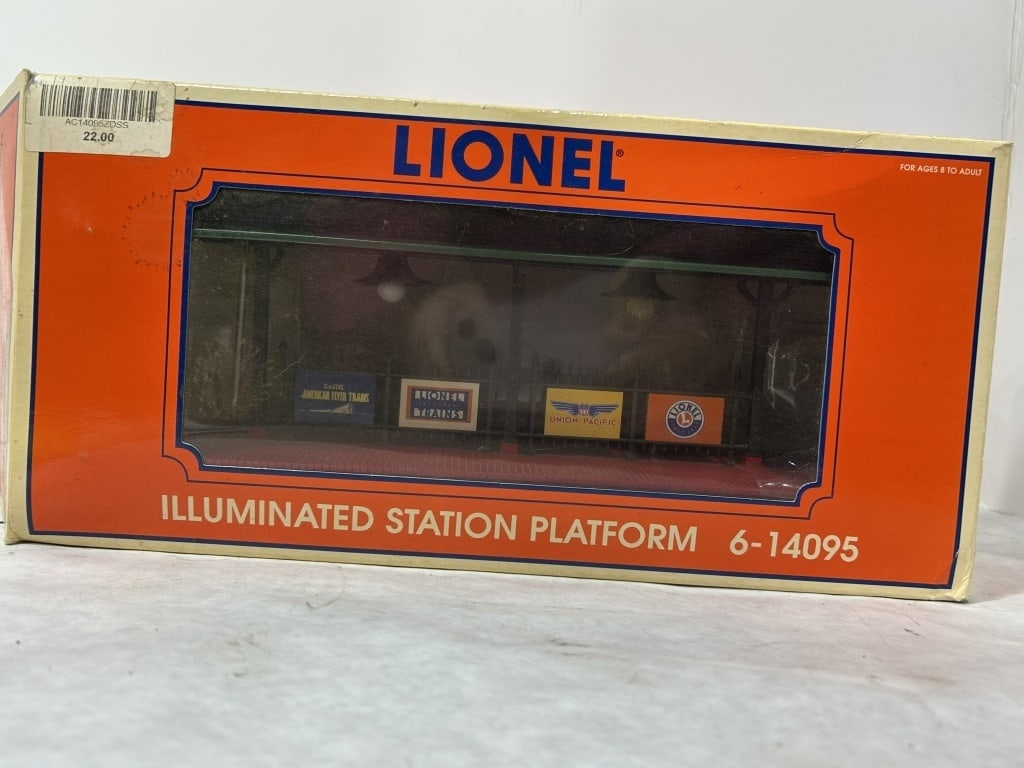 AC14095ZDSS
22.00
LIONEL®
FOR AGES 8 TO ADULT
AMERICAN FLYER TRAINS
LIONEL
TRAINS
UNION PACIFIC
LIONEL
L
ILLUMINATED STATION PLATFORM 6-14095